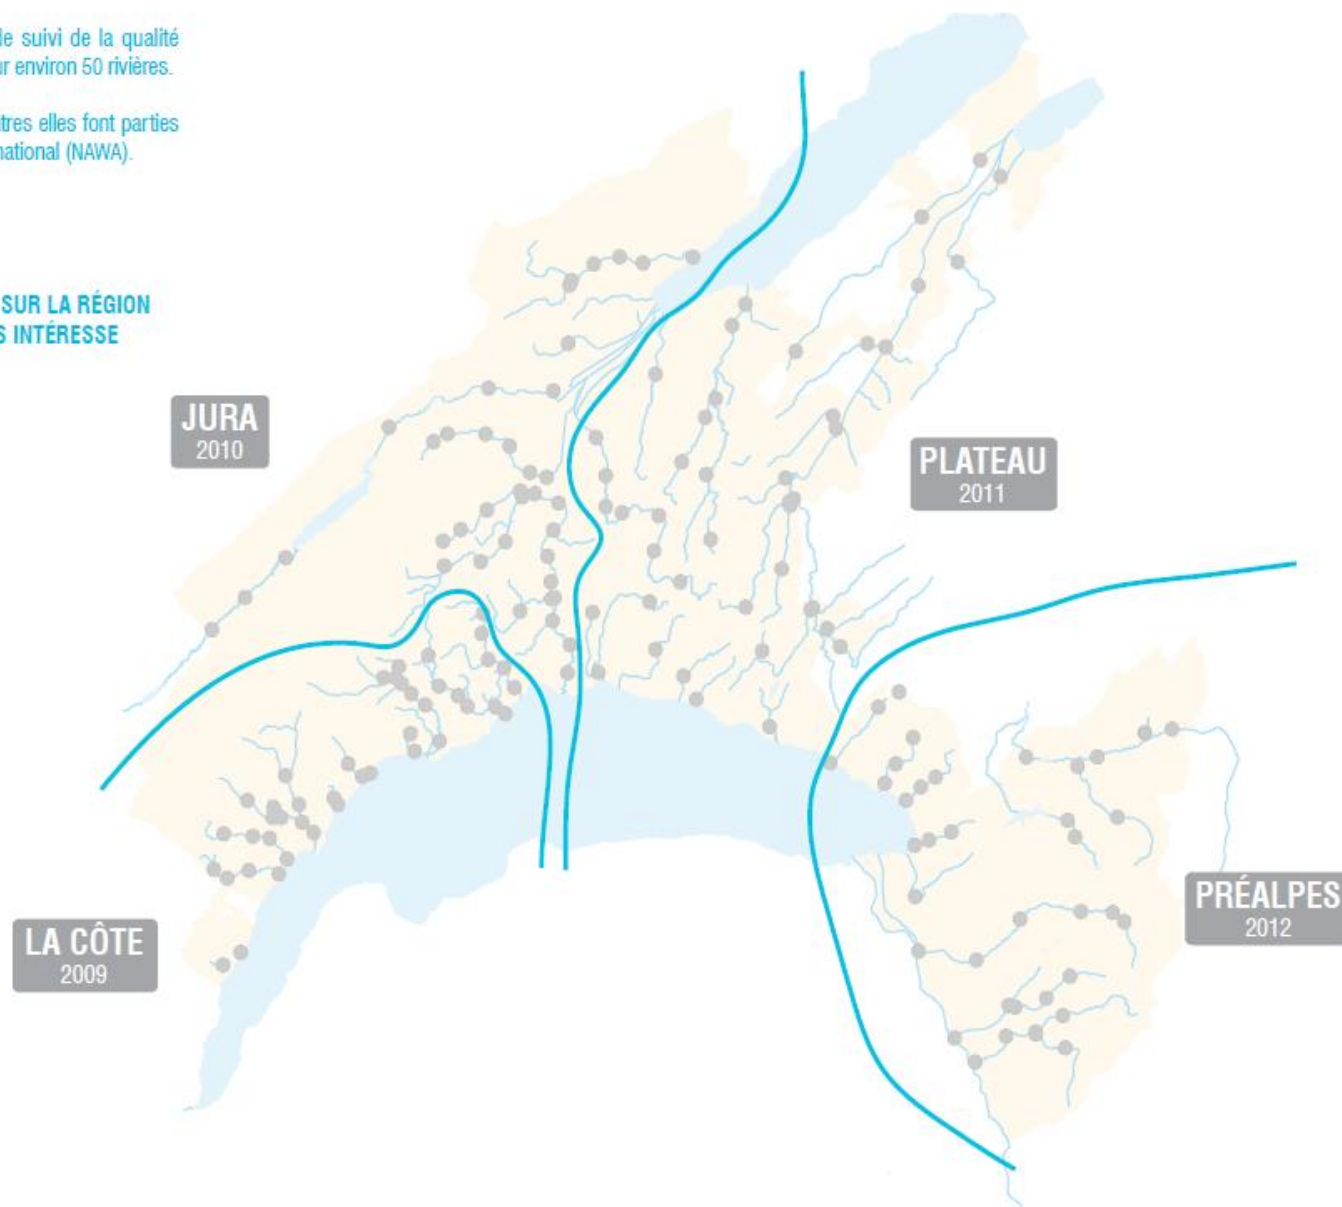 le suivi de la qualité
ur environ 50 rivières.
tres elles font parties
national (NAWA).
SUR LA RÉGION
S INTÉRESSE
JURA
2010
PLATEAU
2011
PRÉALPES
2012
LA CÔTE
2009